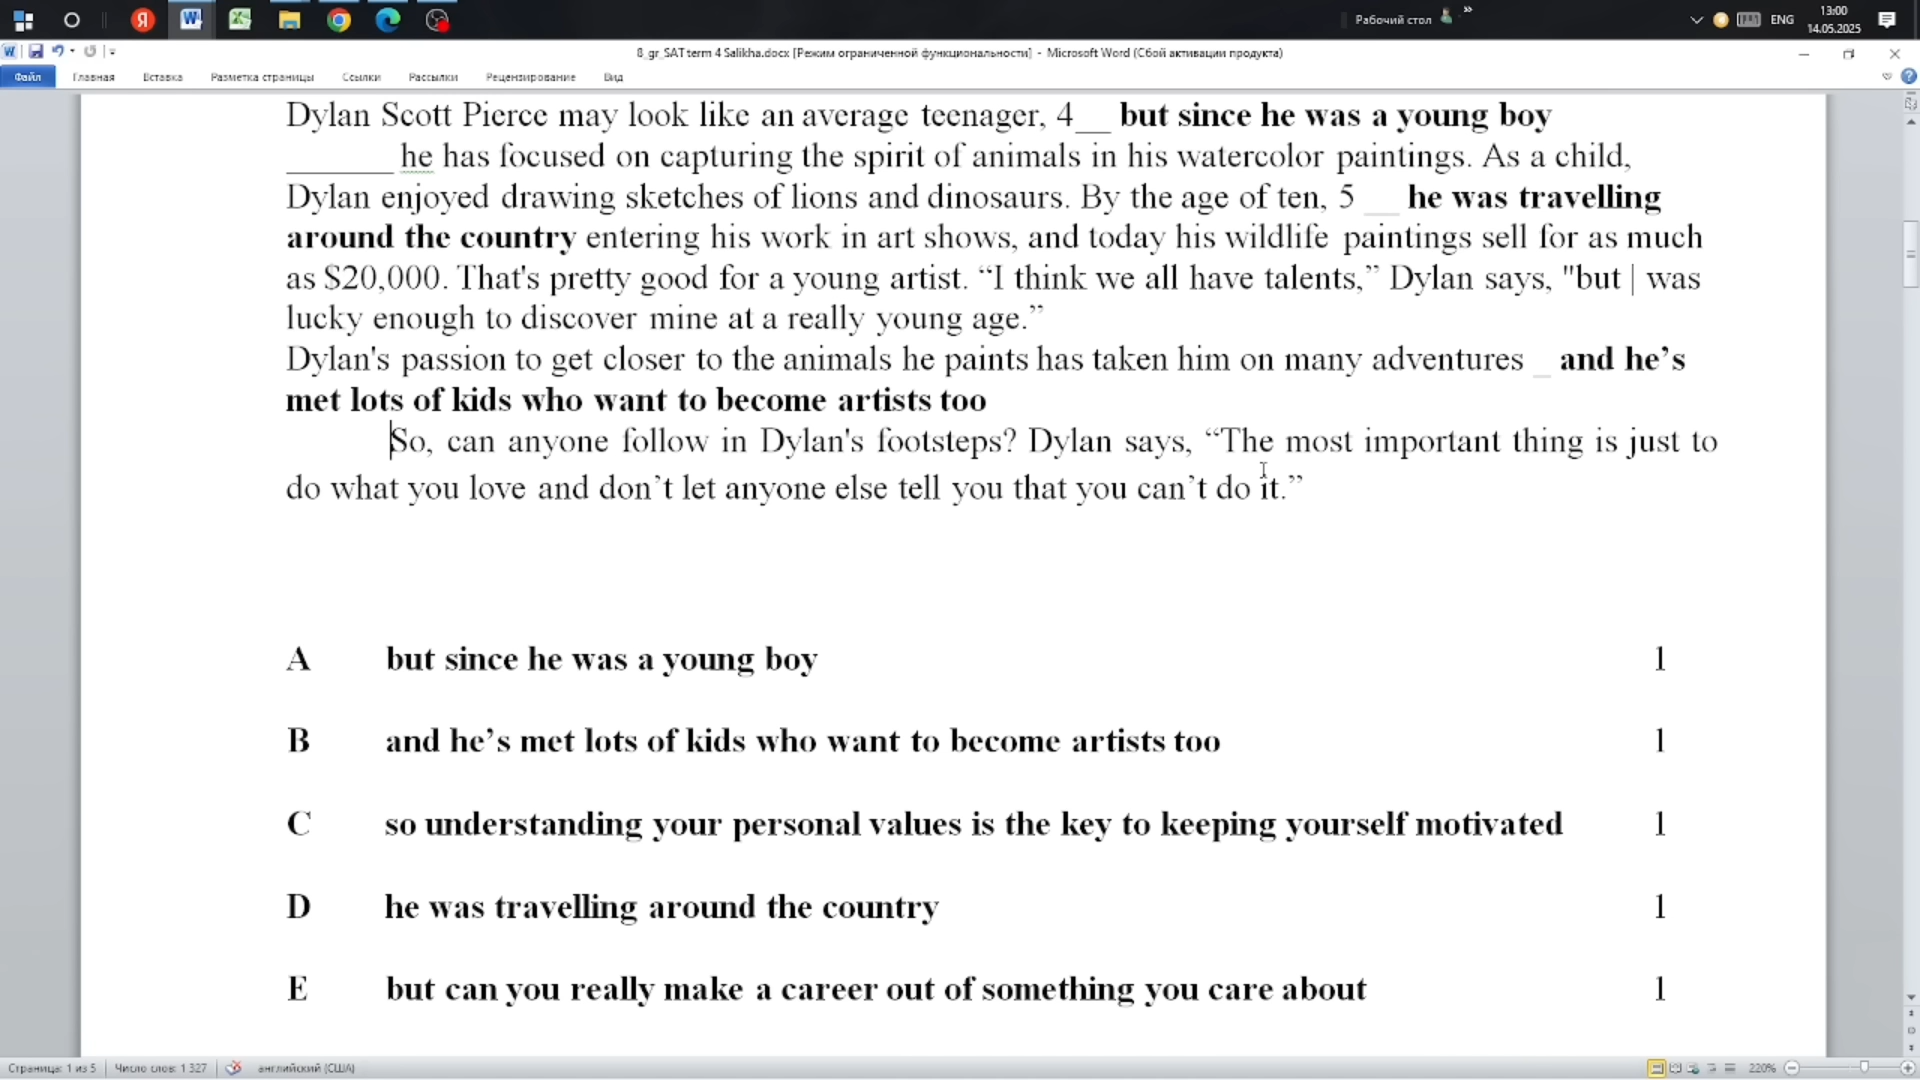 Рабочий стол
ENG
13:00
14.05.2025
8_gr_SAT term 4 Salikha.docx [Режим ограниченной функциональности] - Microsoft Word (Сбой активации продукта)
Файл Главная Вставка Разметка страницы Ссылки Рассылки Рецензирование Вид
Dylan Scott Pierce may look like an average teenager, 4__ but since he was a young boy
_______ he has focused on capturing the spirit of animals in his watercolor paintings. As a child,
Dylan enjoyed drawing sketches of lions and dinosaurs. By the age of ten, 5 __ he was travelling
around the country entering his work in art shows, and today his wildlife paintings sell for as much
as $20,000. That's pretty good for a young artist. “I think we all have talents,” Dylan says, "but | was
lucky enough to discover mine at a really young age.”
Dylan's passion to get closer to the animals he paints has taken him on many adventures _ and he’s
met lots of kids who want to become artists too
So, can anyone follow in Dylan's footsteps? Dylan says, “The most important thing is just to
do what you love and don’t let anyone else tell you that you can’t do it.”
A but since he was a young boy 1
B and he’s met lots of kids who want to become artists too 1
C so understanding your personal values is the key to keeping yourself motivated 1
D he was travelling around the country 1
E but can you really make a career out of something you care about 1
Страница: 1 из 5 Число слов: 1 327 английский (США) 220%